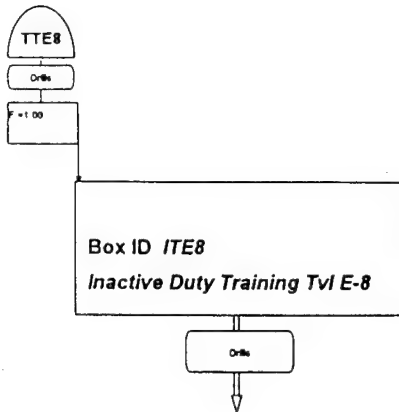 TTE8
Drills
F =1.00
Box ID ITE8
Inactive Duty Training Tvl E-8
Drills